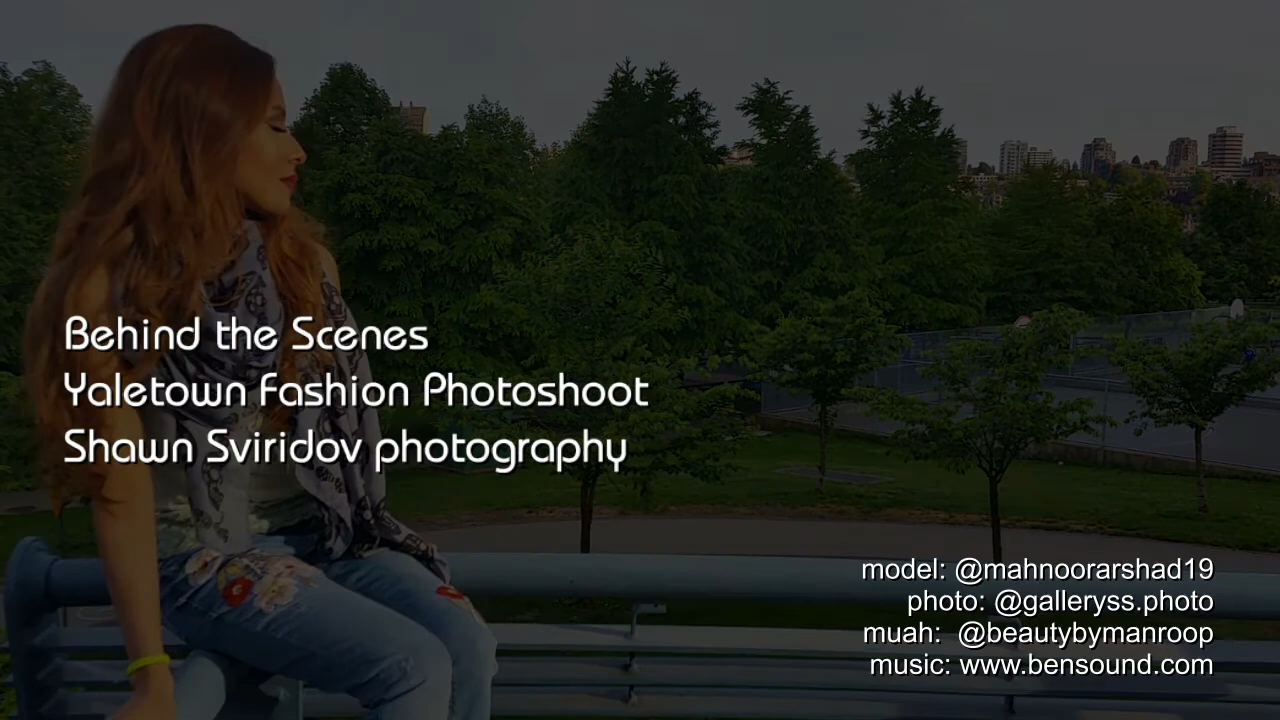 Behind the Scenes
Yaletown Fashion Photoshoot
Shawn Sviridov photography
model: @mahnoorarshad19
photo: @galleryss.photo
muah: @beautybymanroop
music: www.bensound.com